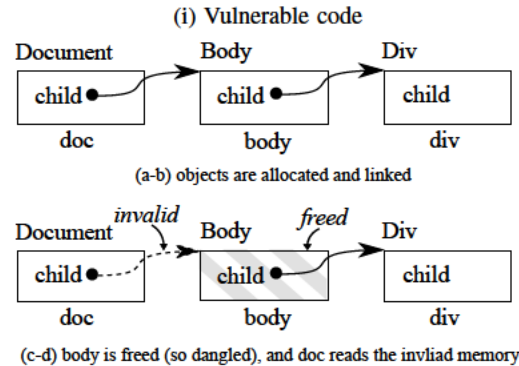 (i) Vulnerable code
Document Body Div
child child child
doc body div
(a-b) objects are allocated and linked
invalid freed
Document Body Div
child child child
doc body div
(c-d) body is freed (so dangled), and doc reads the invliad memory